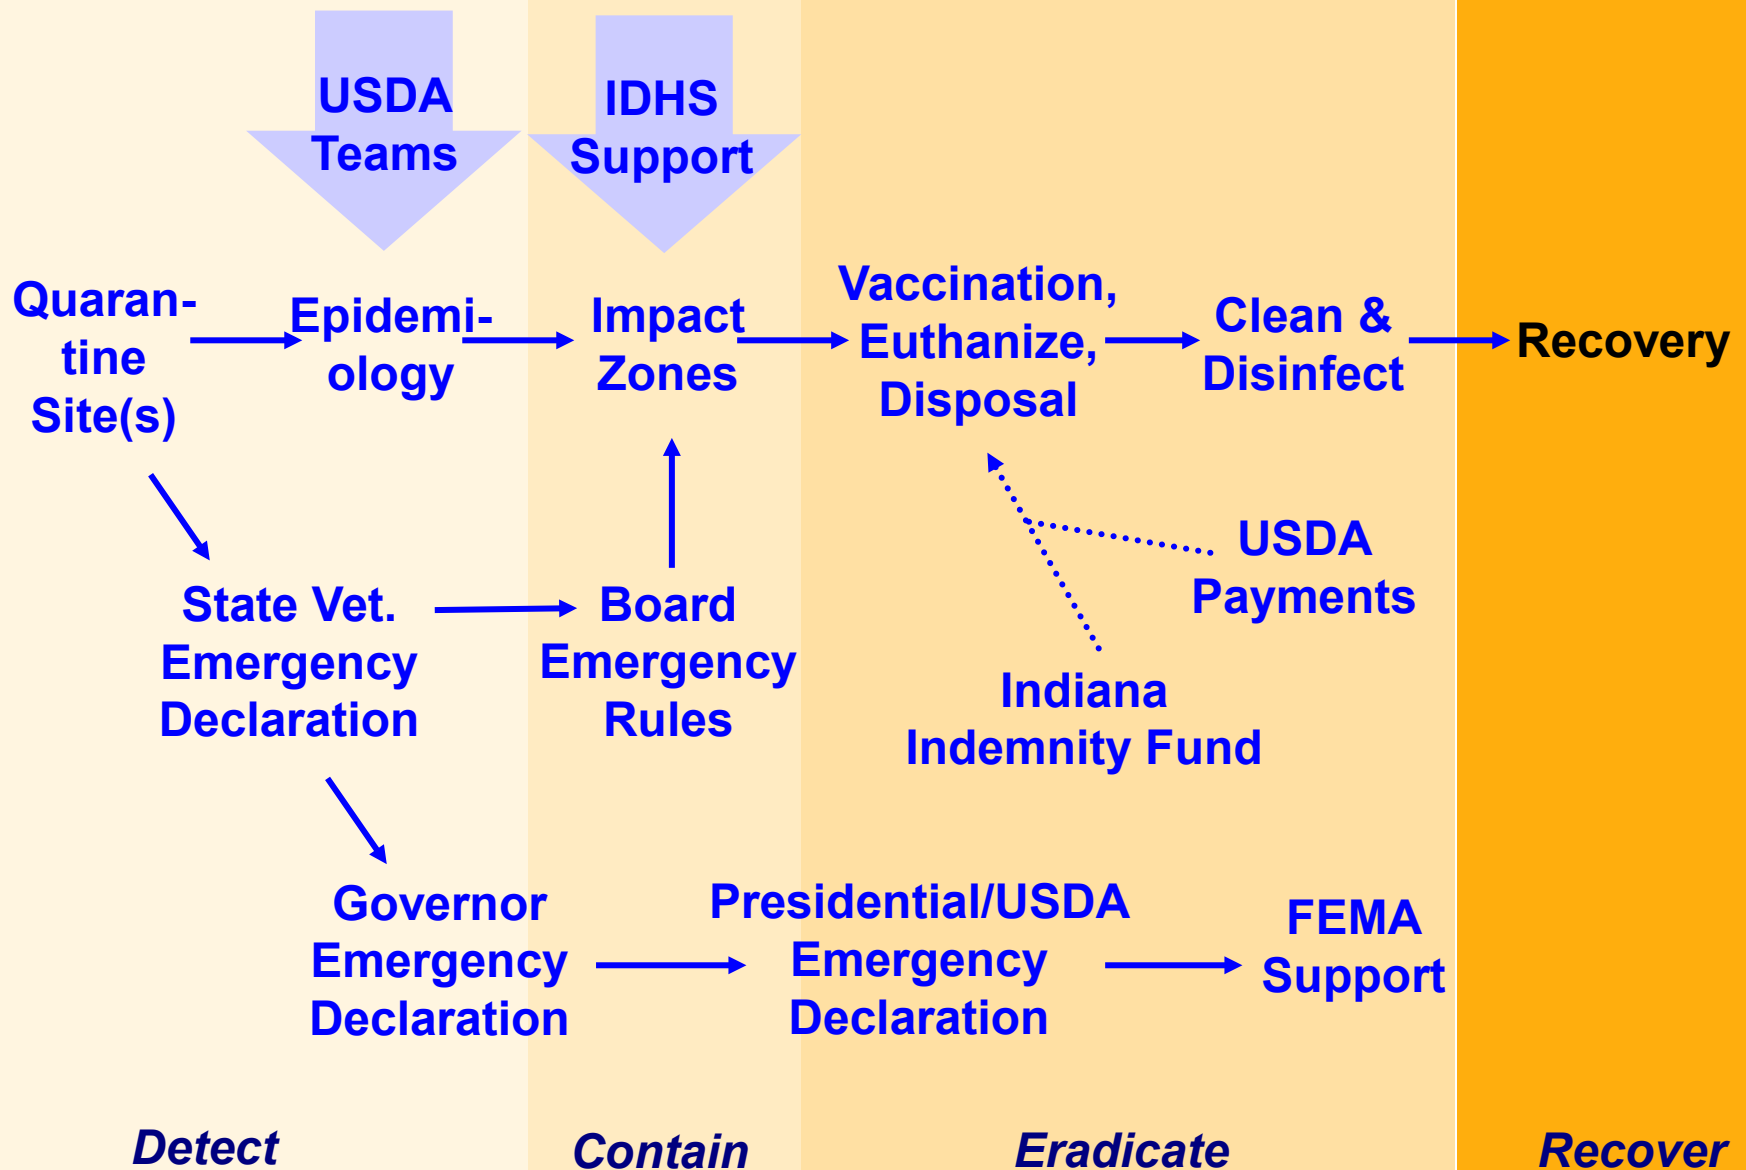 USDA
Teams
IDHS
Support
Quaran-
tine
Site(s)
Epidemi-
ology
Impact
Zones
Vaccination,
Euthanize,
Disposal
Clean &
Disinfect
Recovery
State Vet.
Emergency
Declaration
Board
Emergency
Rules
USDA
Payments
Indiana
Indemnity Fund
Governor
Emergency
Declaration
Presidential/USDA
Emergency
Declaration
FEMA
Support
Detect
Contain
Eradicate
Recover